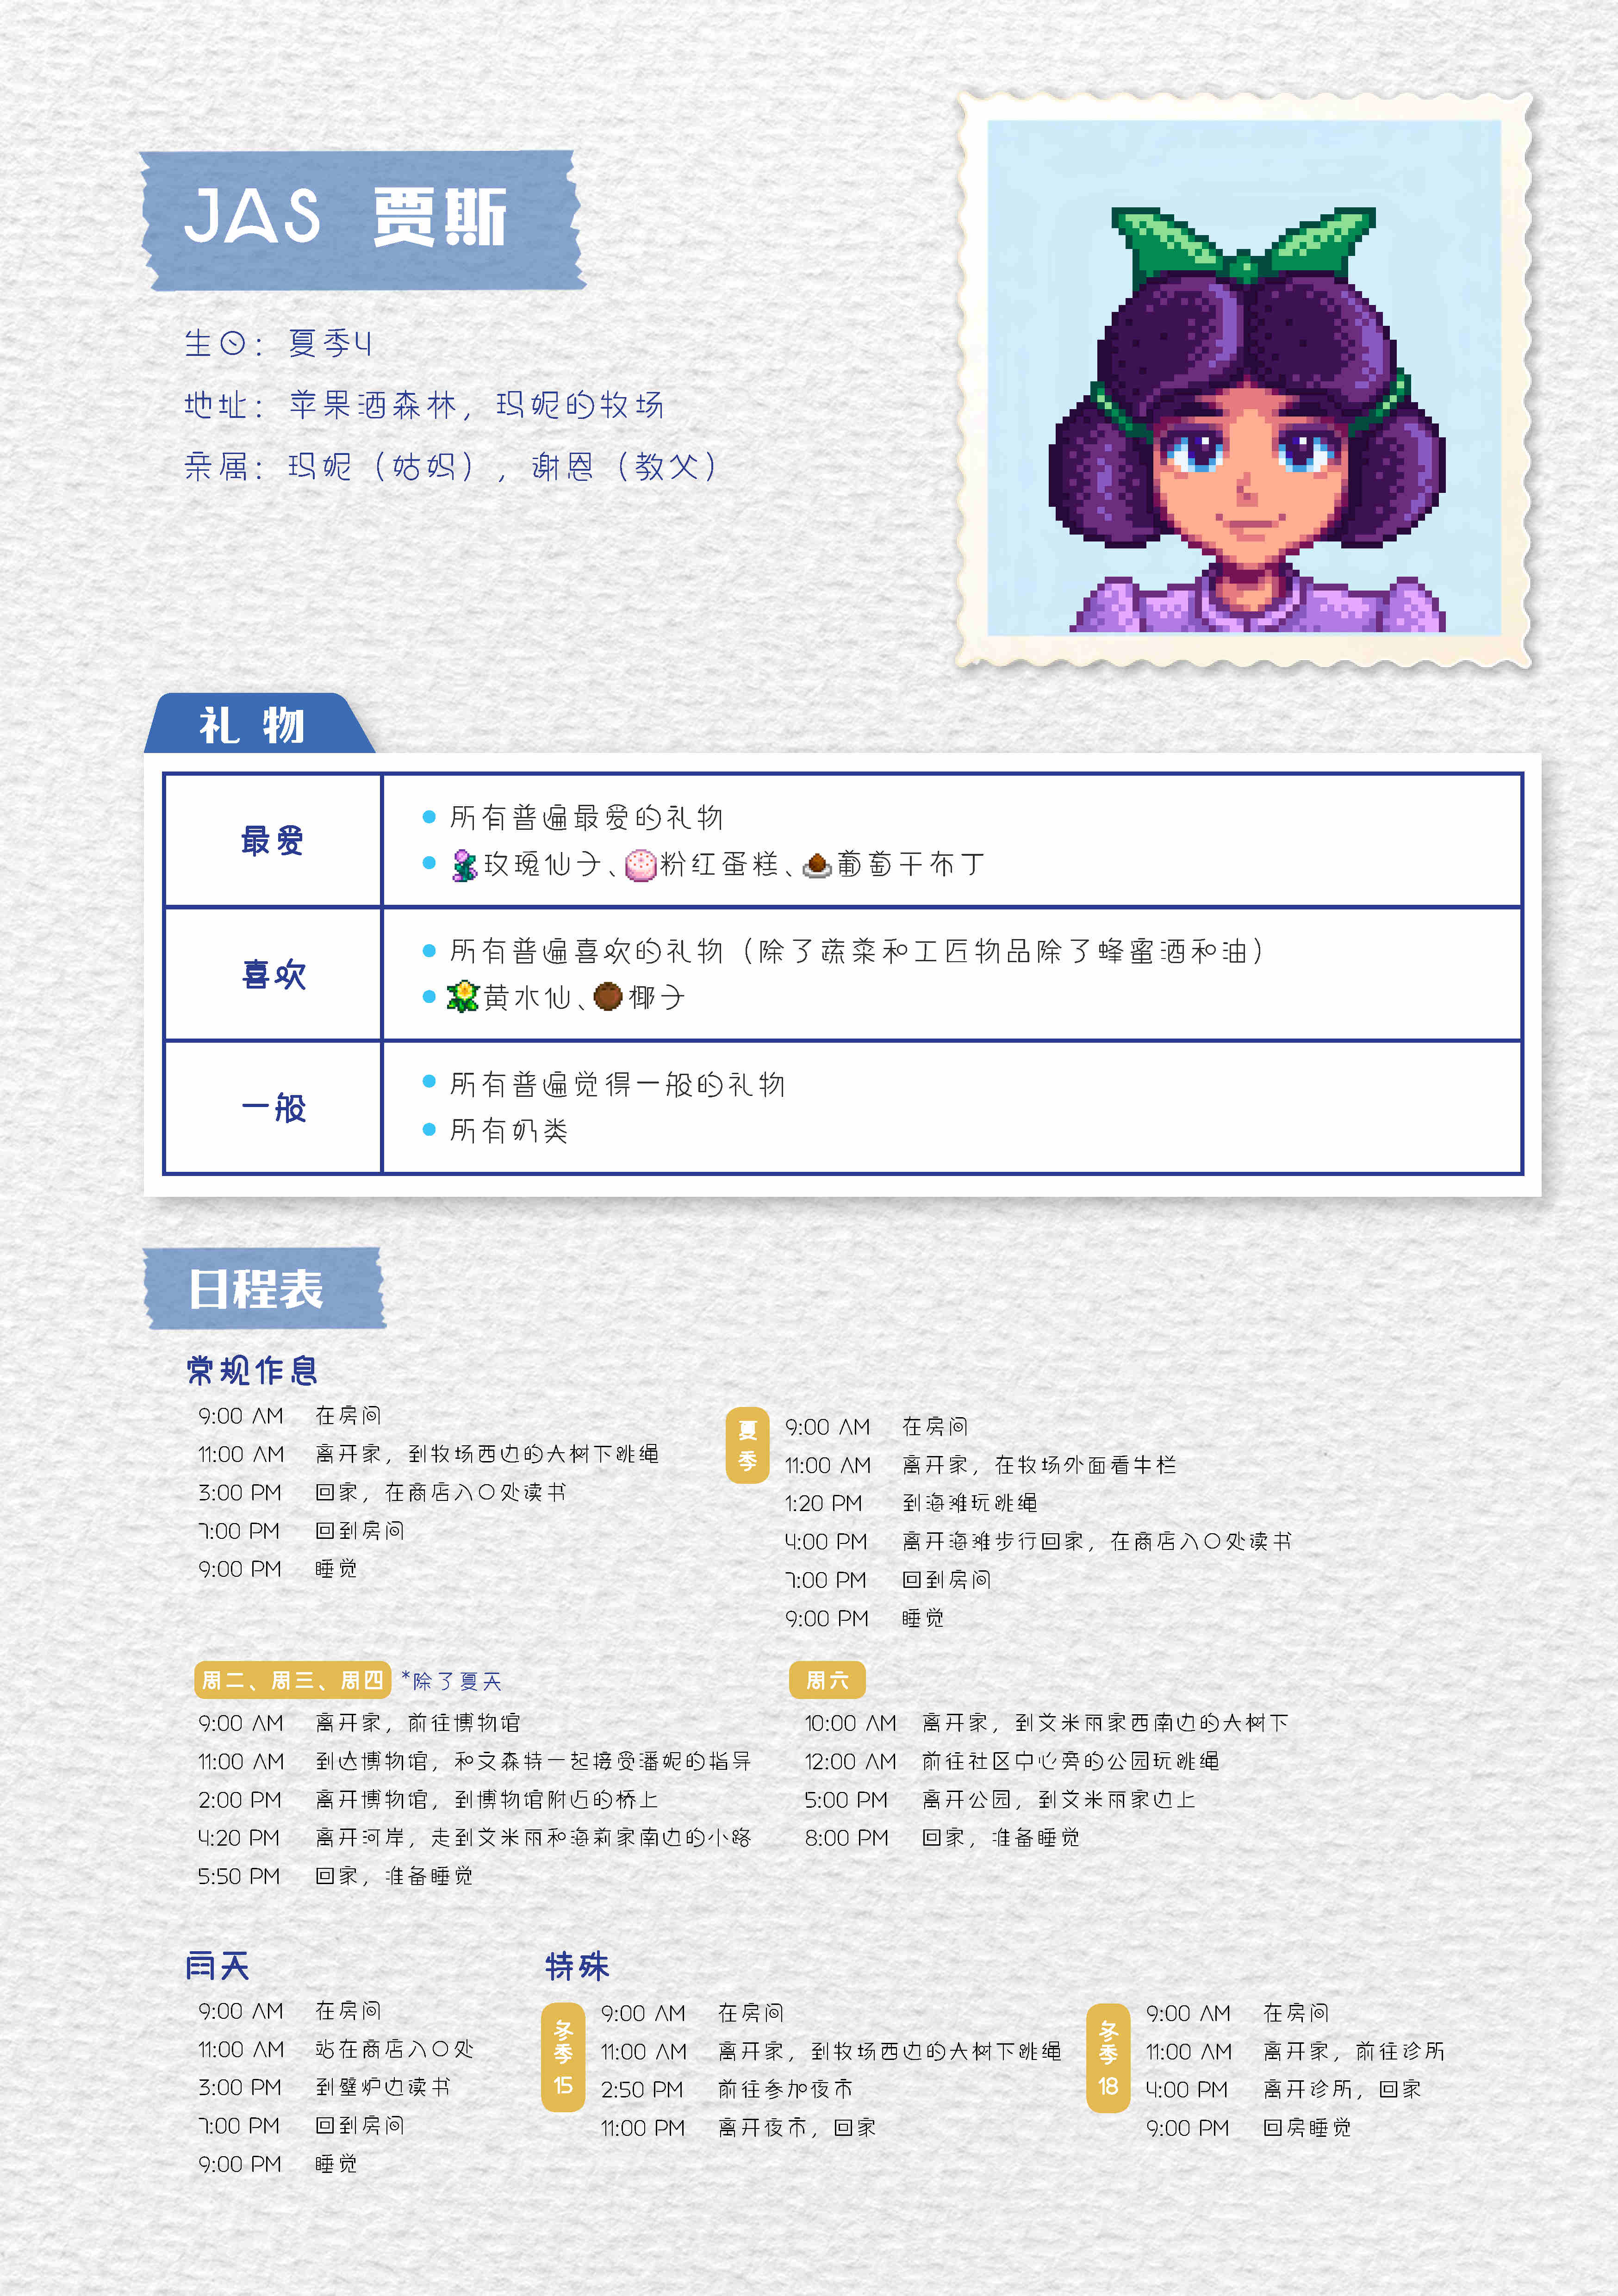 JAS 贾斯
生日：夏季4
地址：苹果酒森林，玛妮的牧场
亲属：玛妮（姑妈），谢恩（教父）
礼物
最爱
所有普遍最爱的礼物
玫瑰仙子、粉红蛋糕、葡萄干布丁
喜欢
所有普遍喜欢的礼物（除了蔬菜和工匠物品除了蜂蜜酒和油）
黄水仙、椰子
一般
所有普遍觉得一般的礼物
所有奶类
日程表
常规作息
9:00 AM 在房间
11:00 AM 离开家，到牧场西边的大树下跳绳
3:00 PM 回家，在商店入口处读书
7:00 PM 回到房间
9:00 PM 睡觉
夏季
9:00 AM 在房间
11:00 AM 离开家，在牧场外面看牛栏
1:20 PM 到海滩玩跳绳
4:00 PM 离开海滩步行回家，在商店入口处读书
7:00 PM 回到房间
9:00 PM 睡觉
周二、周三、周四 *除了夏天
9:00 AM 离开家，前往博物馆
11:00 AM 到达博物馆，和文森特一起接受潘妮的指导
2:00 PM 离开博物馆，到博物馆附近的桥上
4:20 PM 离开河岸，走到艾米丽和海莉家南边的小路
5:50 PM 回家，准备睡觉
周六
10:00 AM 离开家，到艾米丽家西南边的大树下
12:00 AM 前往社区中心旁的公园玩跳绳
5:00 PM 离开公园，到艾米丽家边上
8:00 PM 回家，准备睡觉
雨天
9:00 AM 在房间
11:00 AM 站在商店入口处
3:00 PM 到壁炉边读书
7:00 PM 回到房间
9:00 PM 睡觉
特殊
冬季15
9:00 AM 在房间
11:00 AM 离开家，到牧场西边的大树下跳绳
2:50 PM 前往参加夜市
11:00 PM 离开夜市，回家
冬季18
9:00 AM 在房间
11:00 AM 离开家，前往诊所
4:00 PM 离开诊所，回家
9:00 PM 回房睡觉